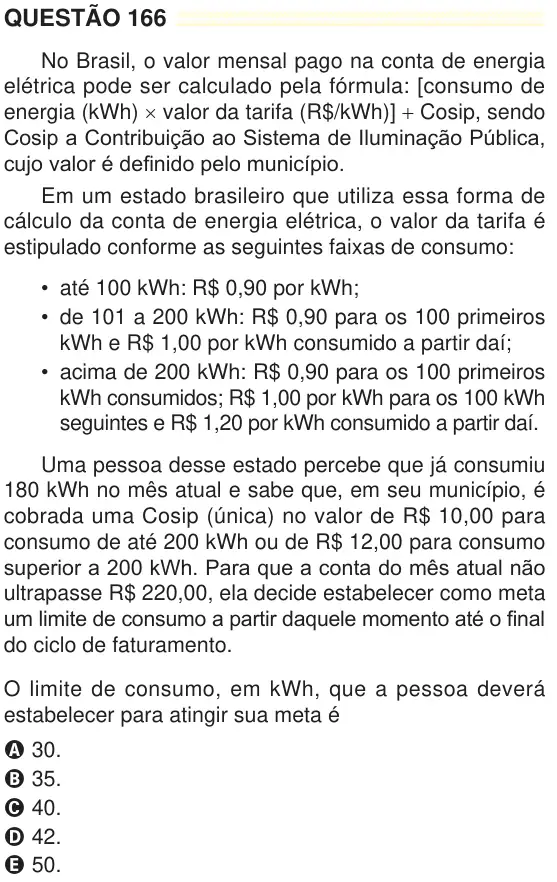 QUESTÃO 166
No Brasil, o valor mensal pago na conta de energia
elétrica pode ser calculado pela fórmula: [consumo de
energia (kWh) × valor da tarifa (R$/kWh)] + Cosip, sendo
Cosip a Contribuição ao Sistema de Iluminação Pública,
cujo valor é definido pelo município.
Em um estado brasileiro que utiliza essa forma de
cálculo da conta de energia elétrica, o valor da tarifa é
estipulado conforme as seguintes faixas de consumo:
• até 100 kWh: R$ 0,90 por kWh;
• de 101 a 200 kWh: R$ 0,90 para os 100 primeiros
kWh e R$ 1,00 por kWh consumido a partir daí;
• acima de 200 kWh: R$ 0,90 para os 100 primeiros
kWh consumidos; R$ 1,00 por kWh para os 100 kWh
seguintes e R$ 1,20 por kWh consumido a partir daí.
Uma pessoa desse estado percebe que já consumiu
180 kWh no mês atual e sabe que, em seu município, é
cobrada uma Cosip (única) no valor de R$ 10,00 para
consumo de até 200 kWh ou de R$ 12,00 para consumo
superior a 200 kWh. Para que a conta do mês atual não
ultrapasse R$ 220,00, ela decide estabelecer como meta
um limite de consumo a partir daquele momento até o final
do ciclo de faturamento.
O limite de consumo, em kWh, que a pessoa deverá
estabelecer para atingir sua meta é
A 30.
B 35.
C 40.
D 42.
E 50.